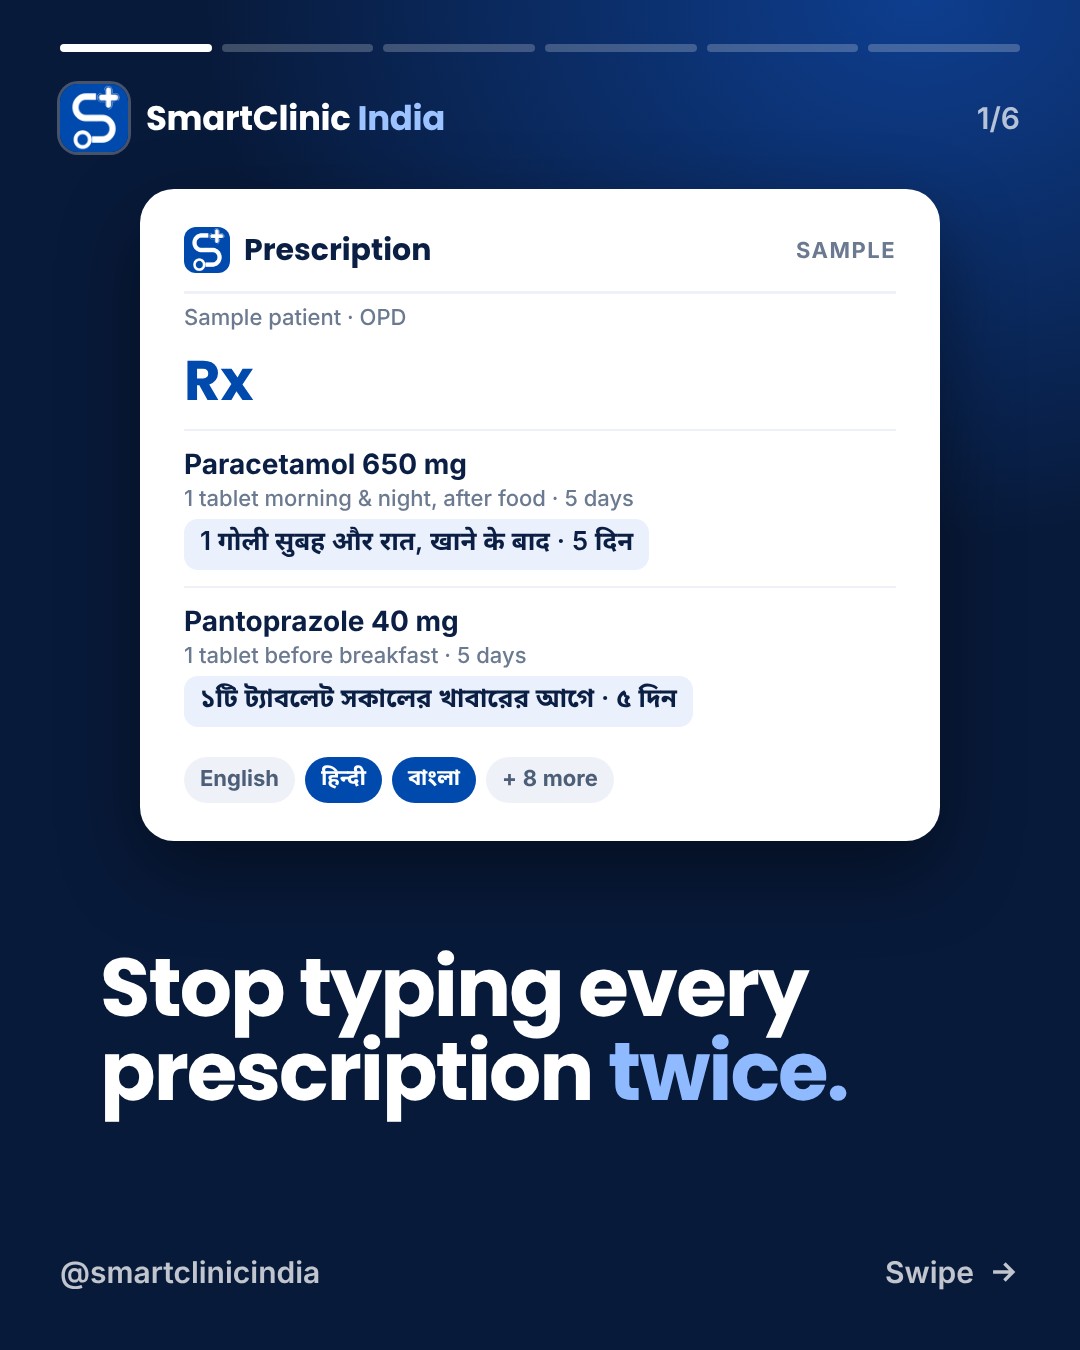 SmartClinic India
1/6
Prescription
SAMPLE
Sample patient · OPD
Rx
Paracetamol 650 mg
1 tablet morning & night, after food · 5 days
1 गोली सुबह और रात, खाने के बाद · 5 दिन
Pantoprazole 40 mg
1 tablet before breakfast · 5 days
১টি ট্যাবলেট সকালের খাবারের আগে · ৫ দিন
English हिन्दी বাংলা + 8 more
Stop typing every
prescription twice.
@smartclinicindia
Swipe →